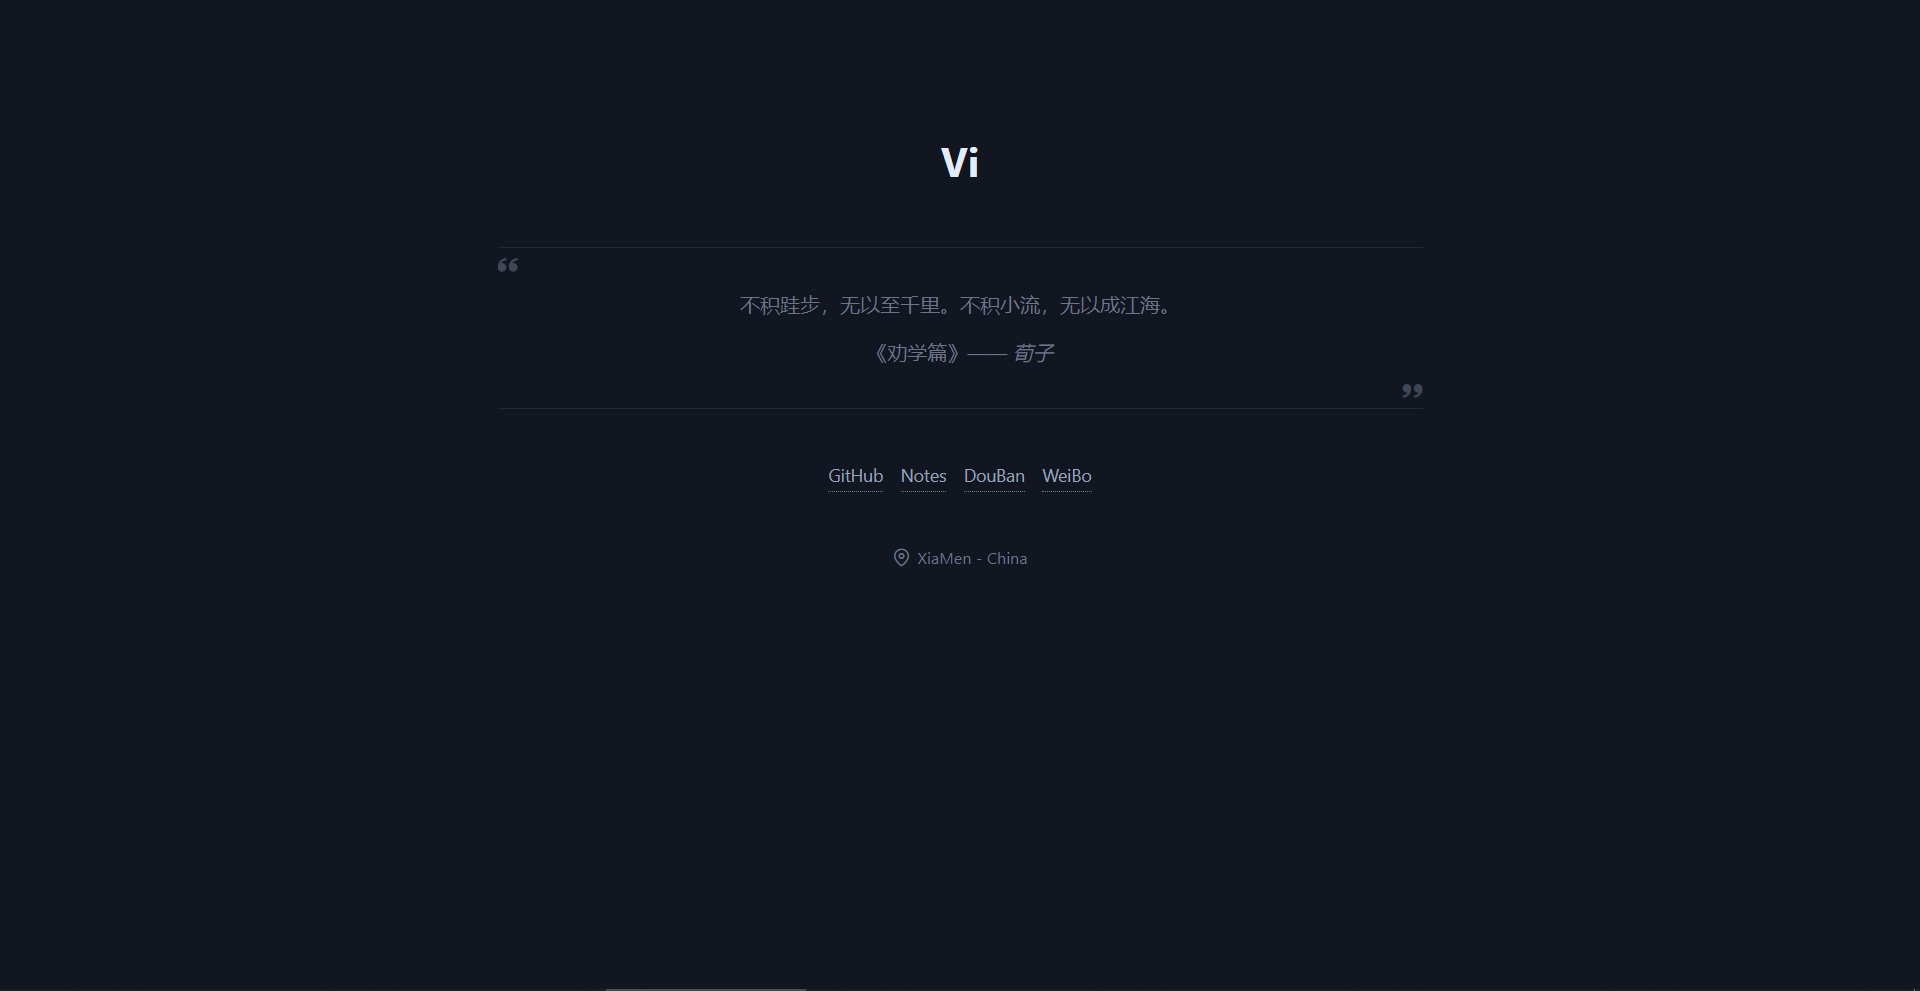 Vi
“
不积跬步，无以至千里。不积小流，无以成江海。
《劝学篇》—— 荀子
”
GitHub Notes DouBan WeiBo
XiaMen - China